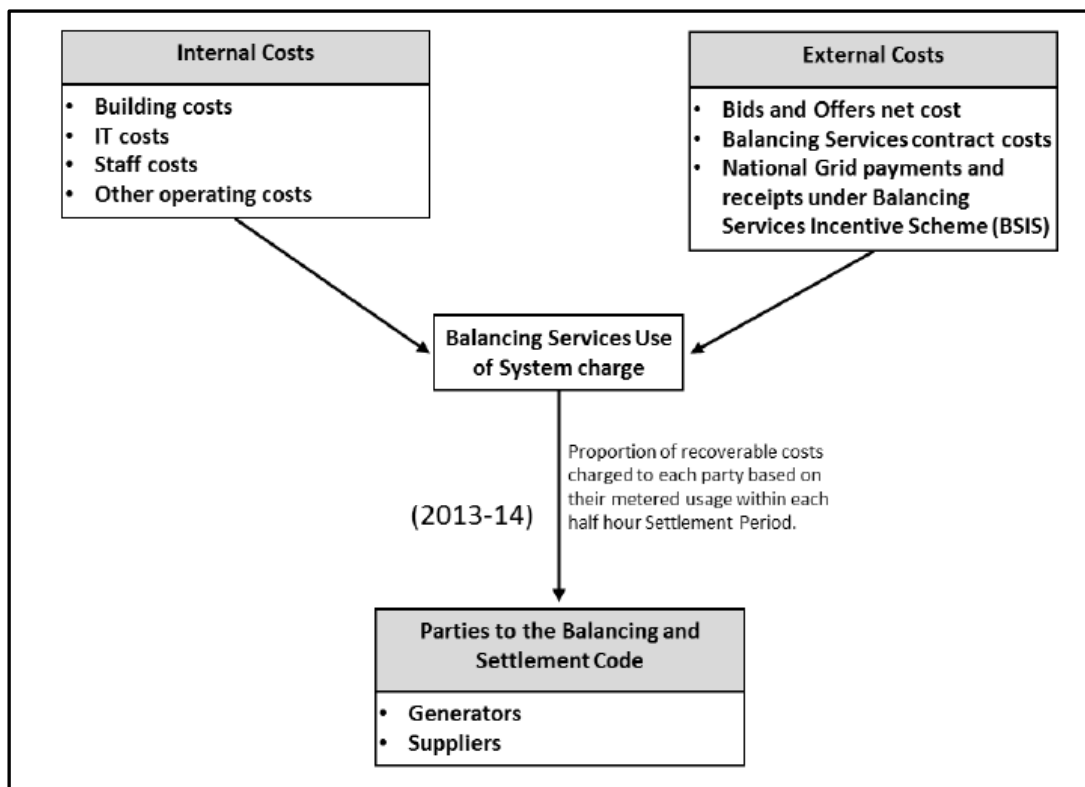 Internal Costs
• Building costs
• IT costs
• Staff costs
• Other operating costs
External Costs
• Bids and Offers net cost
• Balancing Services contract costs
• National Grid payments and
receipts under Balancing
Services Incentive Scheme (BSIS)
Balancing Services Use
of System charge
(2013-14)
Proportion of recoverable costs
charged to each party based on
their metered usage within each
half hour Settlement Period.
Parties to the Balancing and
Settlement Code
• Generators
• Suppliers